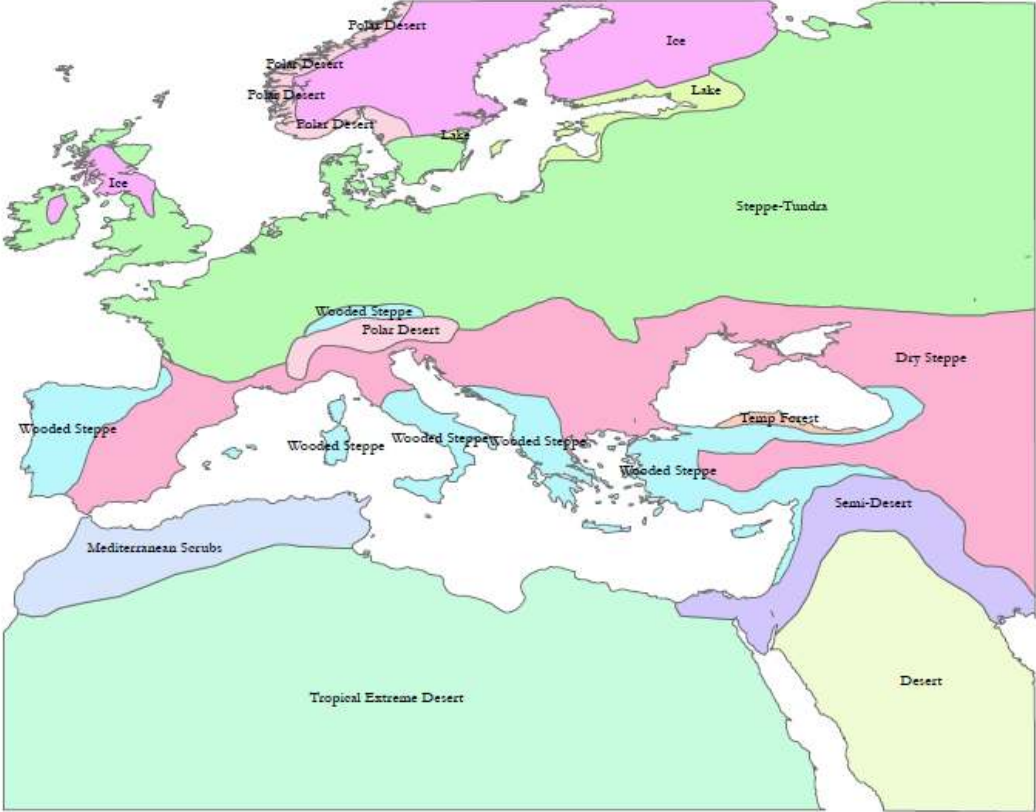 Polar Desert
Ice
Polar Desert
Lake
Polar Desert
Polar Desert
Lake
Ice
Steppe-Tundra
Wooded Steppe
Polar Desert
Dry Steppe
Temp Forest
Wooded Steppe
Wooded Steppe
Wooded Steppe
Wooded Steppe
Wooded Steppe
Semi-Desert
Mediterranean Scrubs
Desert
Tropical Extreme Desert